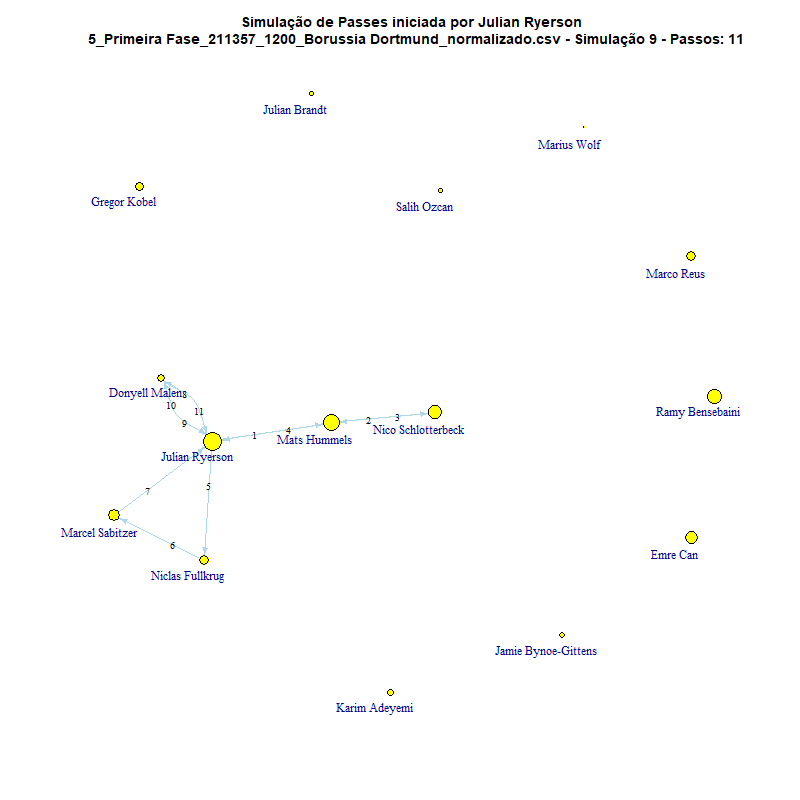 Simulação de Passes iniciada por Julian Ryerson
5_Primeira Fase_211357_1200_Borussia Dortmund_normalizado.csv - Simulação 9 - Passos: 11
Julian Brandt
Marius Wolf
Gregor Kobel
Salih Ozcan
Marco Reus
Donyell Malen
8
10
11
9
Ramy Bensebaini
2
3
4
1
Nico Schlotterbeck
Mats Hummels
Julian Ryerson
5
7
Marcel Sabitzer
6
Emre Can
Niclas Fullkrug
Jamie Bynoe-Gittens
Karim Adeyemi